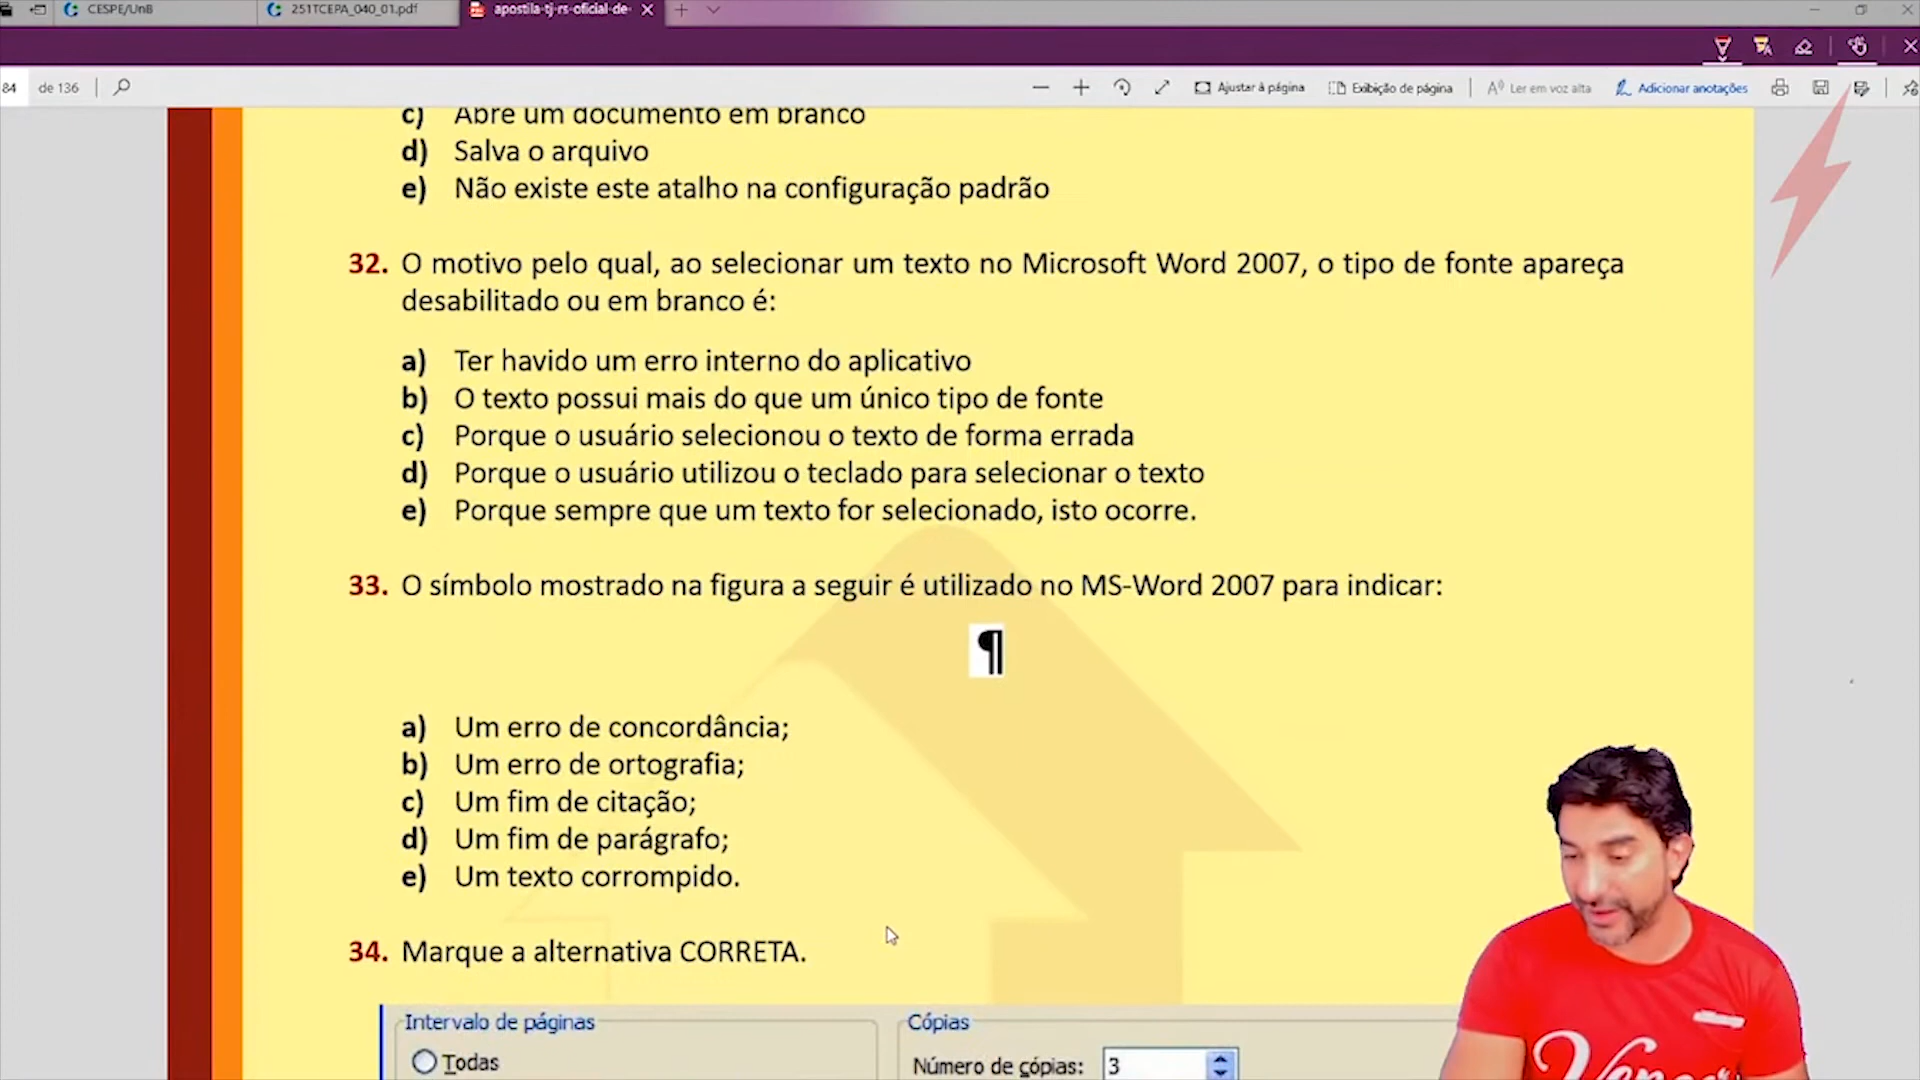 CESPE/UnB
251TCEPA_040_01.pdf
apostila-tj-rs-oficial-de-
84 de 136
Ajustar à página
Exibição de página
Ler em voz alta
Adicionar anotações
c) Abre um documento em branco
d) Salva o arquivo
e) Não existe este atalho na configuração padrão
32. O motivo pelo qual, ao selecionar um texto no Microsoft Word 2007, o tipo de fonte apareça
desabilitado ou em branco é:
a) Ter havido um erro interno do aplicativo
b) O texto possui mais do que um único tipo de fonte
c) Porque o usuário selecionou o texto de forma errada
d) Porque o usuário utilizou o teclado para selecionar o texto
e) Porque sempre que um texto for selecionado, isto ocorre.
33. O símbolo mostrado na figura a seguir é utilizado no MS-Word 2007 para indicar:
¶
a) Um erro de concordância;
b) Um erro de ortografia;
c) Um fim de citação;
d) Um fim de parágrafo;
e) Um texto corrompido.
34. Marque a alternativa CORRETA.
Intervalo de páginas
Cópias
Todas
Número de cópias: 3